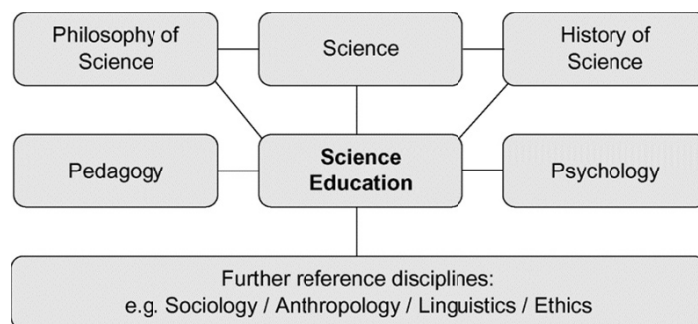 Philosophy of
Science
Science
History of
Science
Pedagogy
Science
Education
Psychology
Further reference disciplines:
e.g. Sociology / Anthropology / Linguistics / Ethics